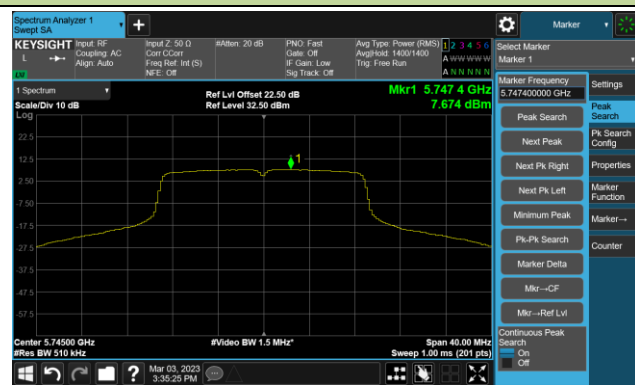 Spectrum Analyzer 1
Swept SA
Marker
KEYSIGHT
L
Input: RF
Coupling: AC
Align: Auto
Input Z: 50 Ω
Corr CCorr
Freq Ref: Int (S)
NFE: Off
#Atten: 20 dB
PNO: Fast
Gate: Off
IF Gain: Low
Sig Track: Off
Avg Type: Power (RMS)
Avg|Hold: 1400/1400
Trig: Free Run
1 2 3 4 5 6
A W W W W W
A N N N N N
Select Marker
Marker 1
1 Spectrum
Scale/Div 10 dB
Log
Ref Lvl Offset 22.50 dB
Ref Level 32.50 dBm
Mkr1 5.747 4 GHz
7.674 dBm
22.5
12.5
2.50
-7.50
-17.5
-27.5
-37.5
-47.5
-57.5
1
Center 5.74500 GHz
#Res BW 510 kHz
#Video BW 1.5 MHz*
Span 40.00 MHz
Sweep 1.00 ms (201 pts)
Marker Frequency
5.747400000 GHz
Peak Search
Next Peak
Next Pk Right
Next Pk Left
Minimum Peak
Pk-Pk Search
Marker Delta
Mkr→CF
Mkr→Ref Lvl
Continuous Peak
Search
On
Off
Settings
Peak
Search
Pk Search
Config
Properties
Marker
Function
Marker→
Counter
?
Mar 03, 2023
3:35:25 PM